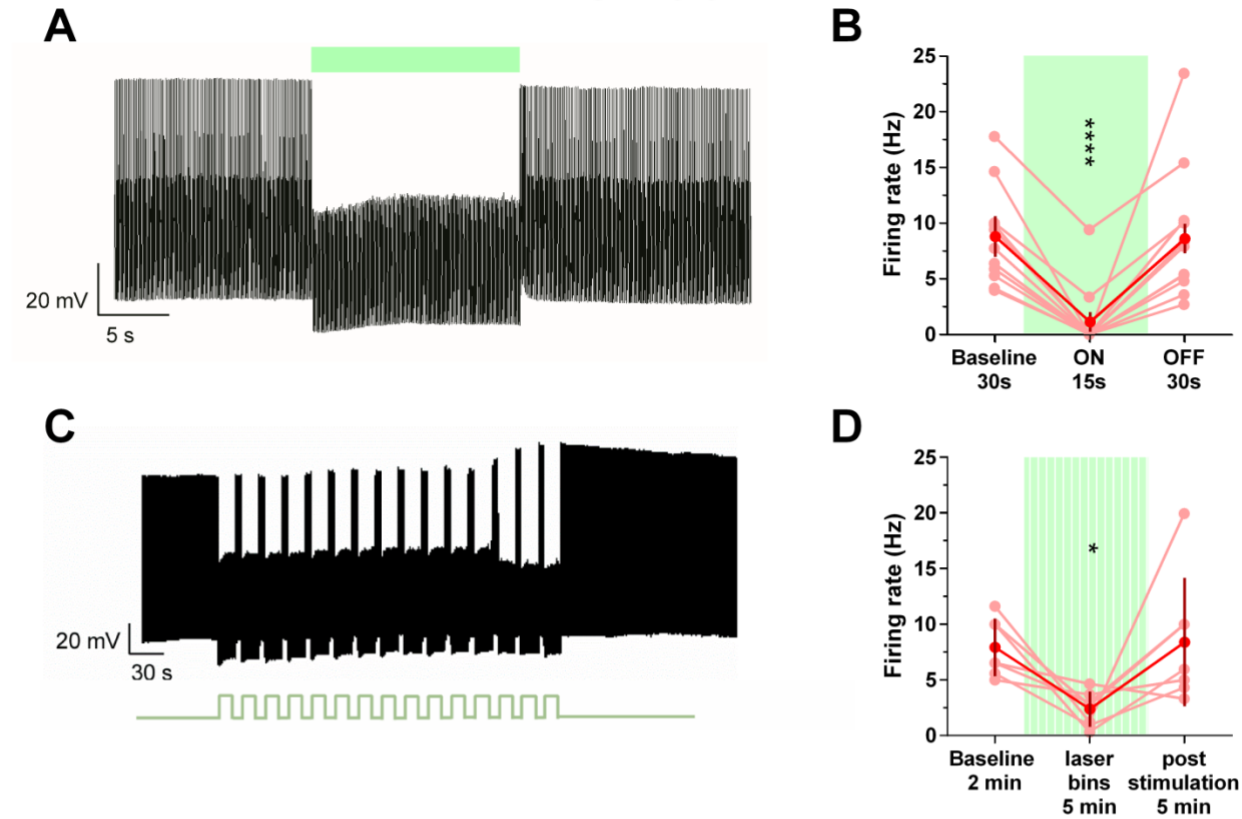 A
20 mV
5 s
B
Firing rate (Hz)
25
20
15
10
5
0
****
Baseline
30s
ON
15s
OFF
30s
C
20 mV
30 s
D
Firing rate (Hz)
25
20
15
10
5
0
*
Baseline
2 min
laser
bins
5 min
post
stimulation
5 min